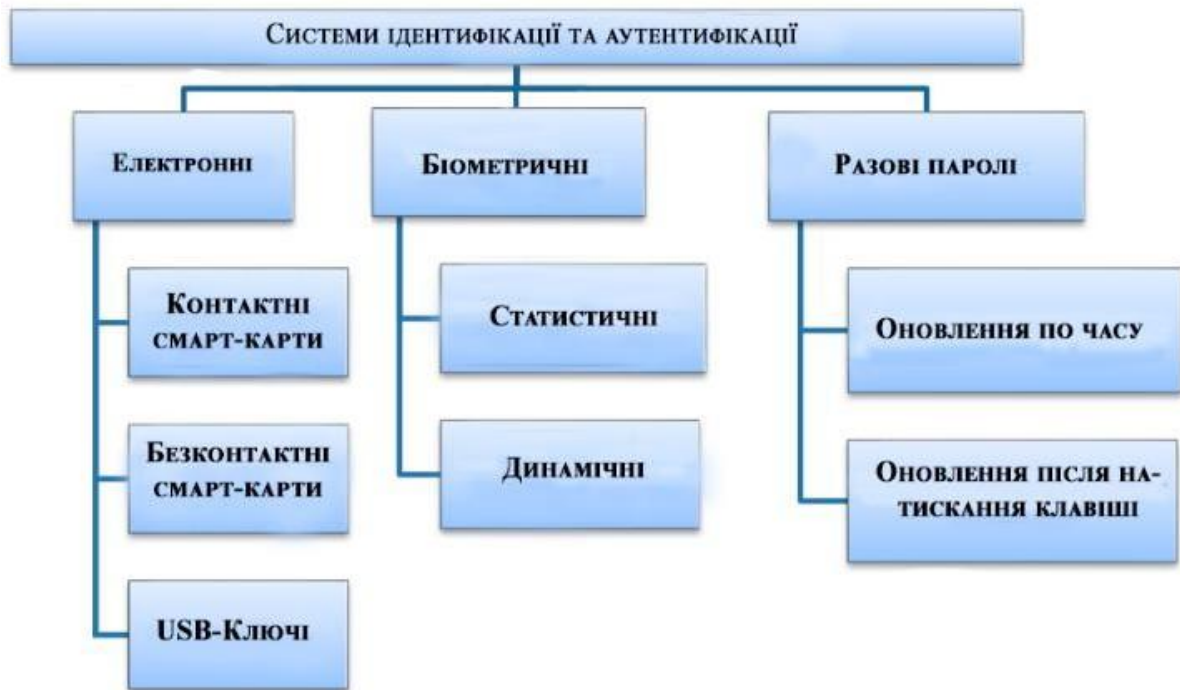 Системи ідентифікації та аутентифікації
Електронні
Біометричні
Разові паролі
Контактні
смарт-карти
Статистичні
Оновлення по часу
Безконтактні
смарт-карти
Динамічні
Оновлення після на-
тискання клавіші
USB-Ключі